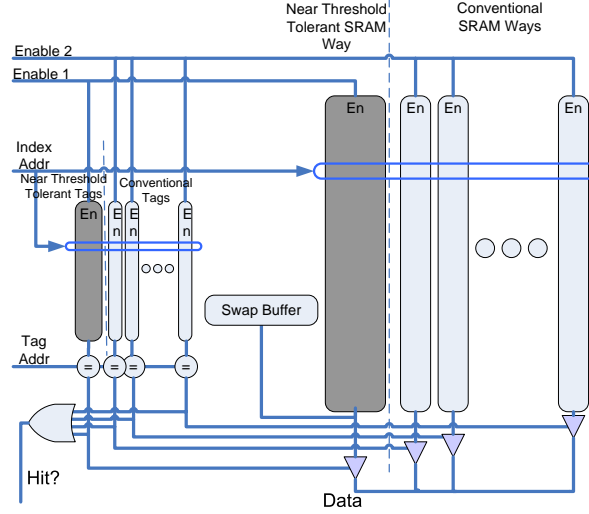 Near Threshold
Tolerant SRAM
Way
Conventional
SRAM Ways
Enable 2
Enable 1
En
En
En
En
Index
Addr
Near Threshold
Tolerant Tags
Conventional
Tags
En
E
n
E
n
E
n
Swap Buffer
Tag
Addr
=
=
=
=
Hit?
Data